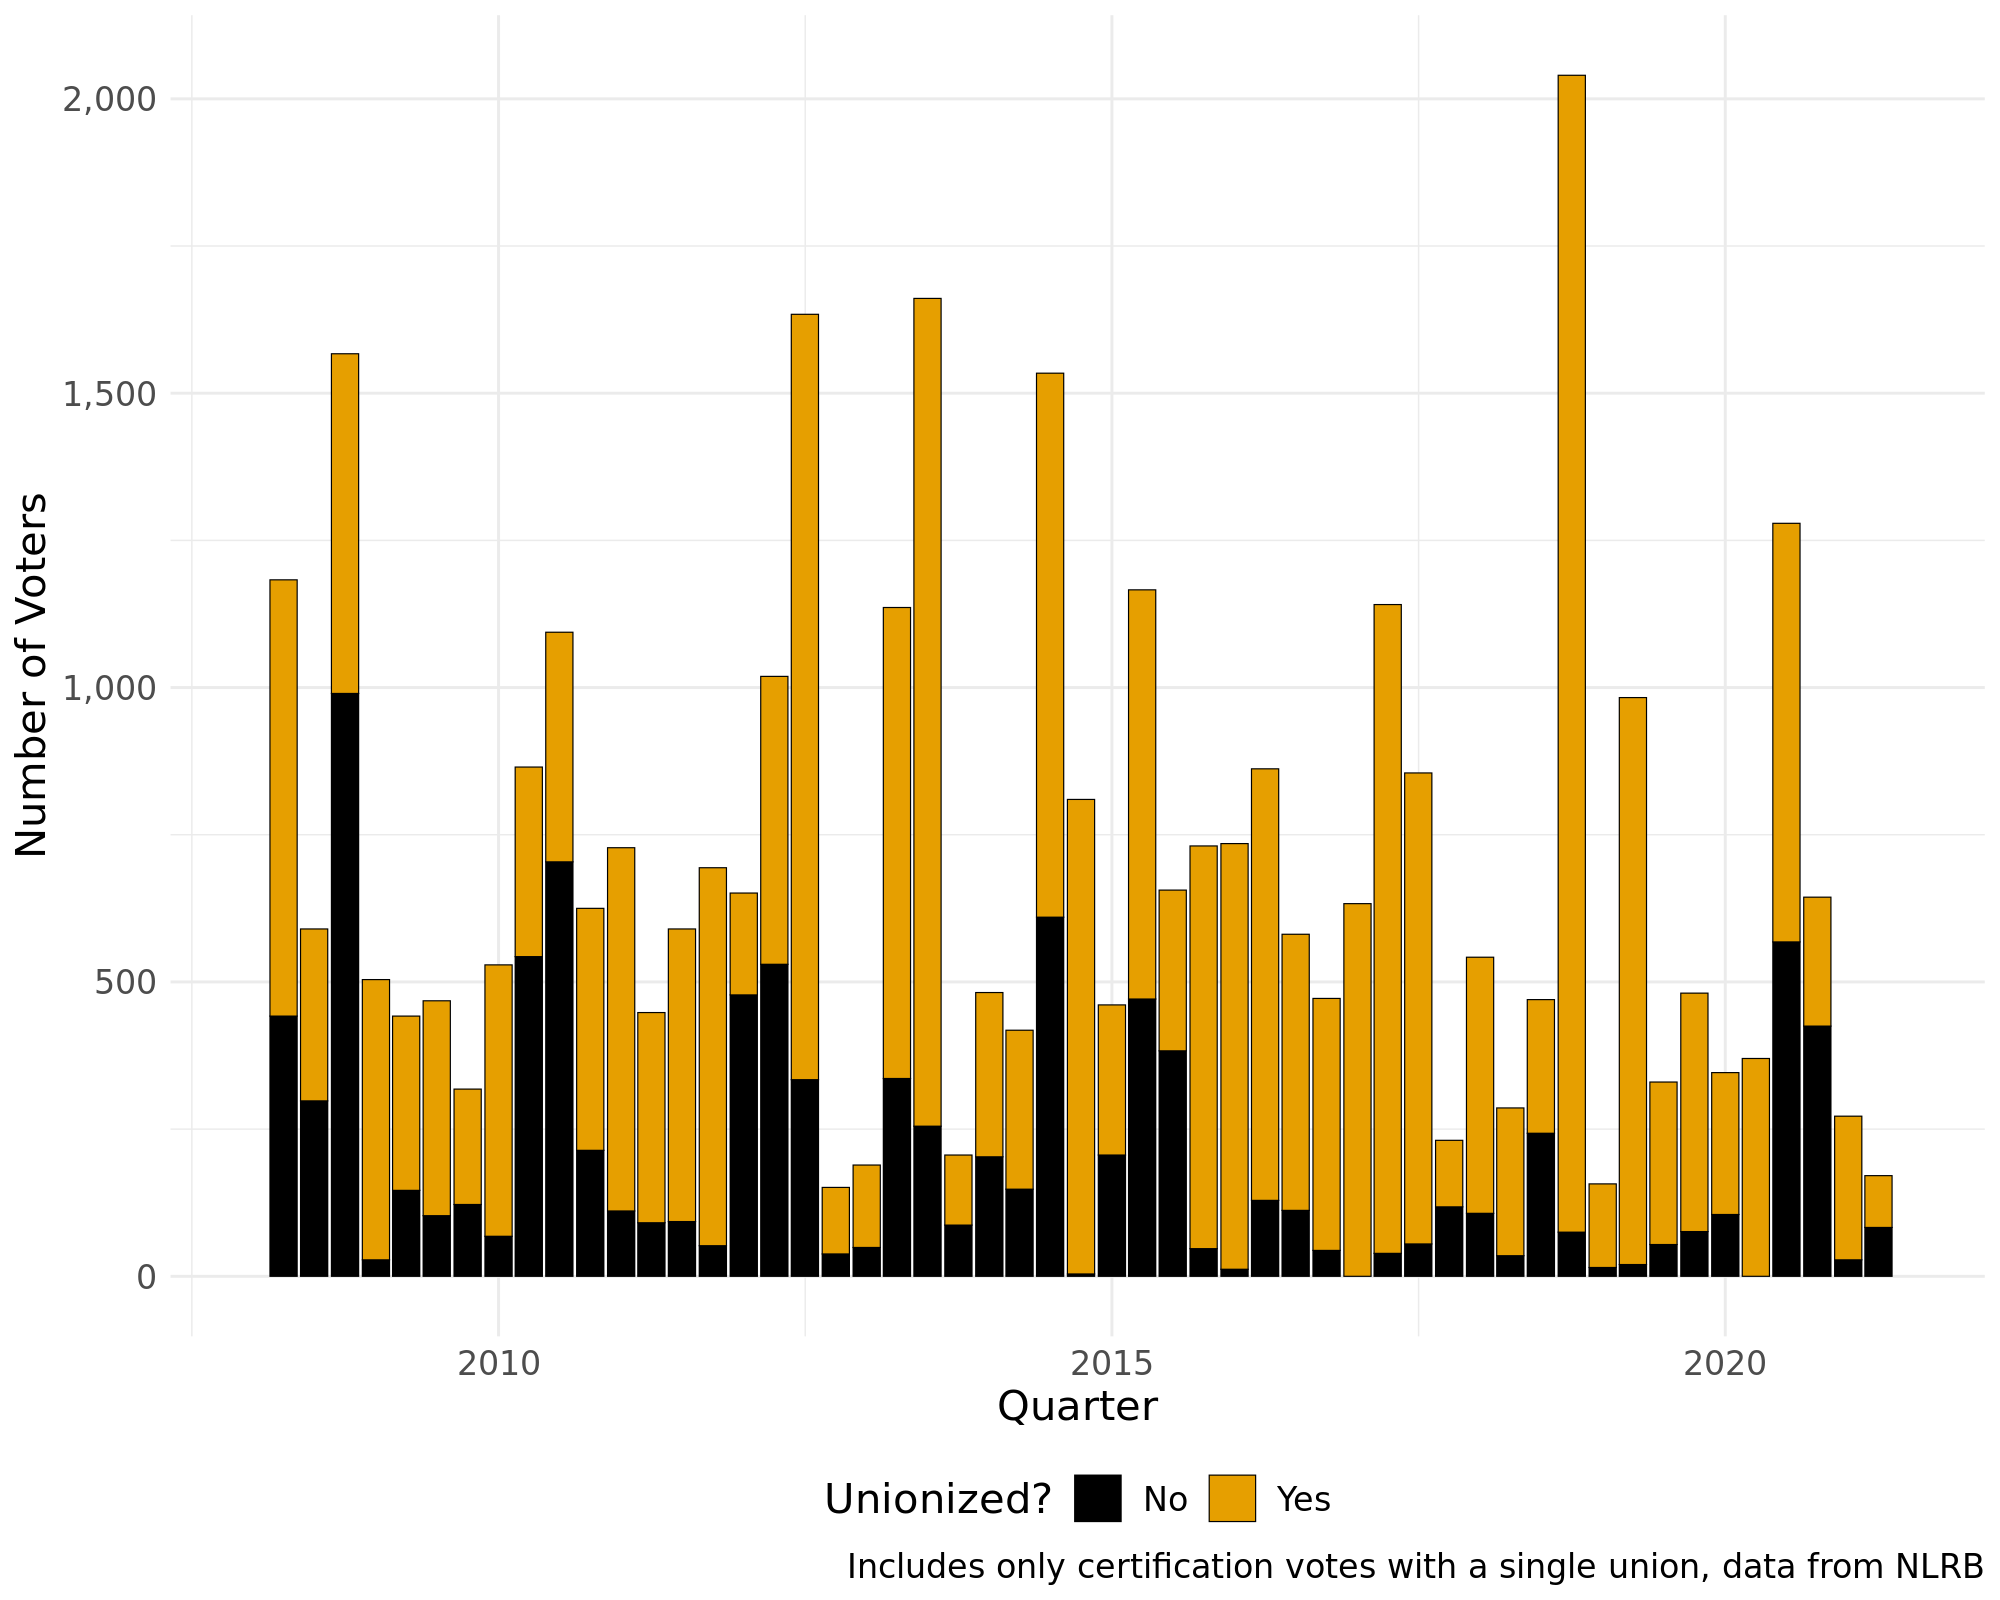 2,000
1,500
1,000
500
0
Number of Voters
2010 2015 2020
Quarter
Unionized? No Yes
Includes only certification votes with a single union, data from NLRB